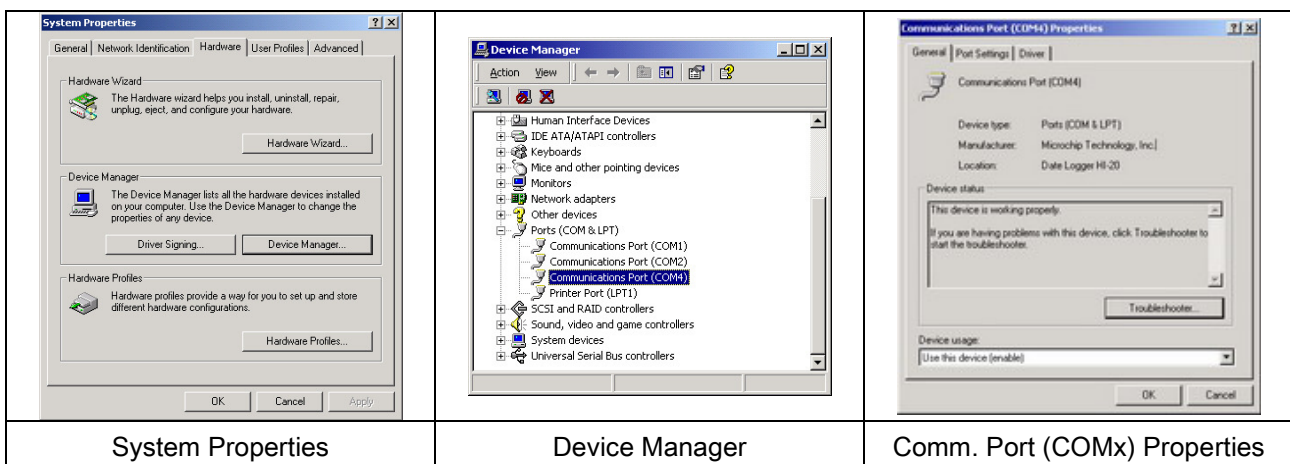 System Properties
General
Network Identification
Hardware
User Profiles
Advanced
Hardware Wizard
The Hardware wizard helps you install, uninstall, repair,
unplug, eject, and configure your hardware.
Hardware Wizard...
Device Manager
The Device Manager lists all the hardware devices installed
on your computer. Use the Device Manager to change the
properties of any device.
Driver Signing...
Device Manager...
Hardware Profiles
Hardware profiles provide a way for you to set up and store
different hardware configurations.
Hardware Profiles...
OK
Cancel
Apply
System Properties
Device Manager
Action
View
Human Interface Devices
IDE ATA/ATAPI controllers
Keyboards
Mice and other pointing devices
Monitors
Network adapters
Other devices
Ports (COM & LPT)
Communications Port (COM1)
Communications Port (COM2)
Communications Port (COM4)
Printer Port (LPT1)
SCSI and RAID controllers
Sound, video and game controllers
System devices
Universal Serial Bus controllers
Device Manager
Communications Port (COM4) Properties
General
Port Settings
Driver
Communications Port (COM4)
Device type: Ports (COM & LPT)
Manufacturer: Microchip Technology, Inc.
Location: Date Logger HI-20
Device status
This device is working properly.
If you are having problems with this device, click Troubleshooter to
start the troubleshooter.
Troubleshooter...
Device usage:
Use this device (enable)
OK
Cancel
Comm. Port (COMx) Properties